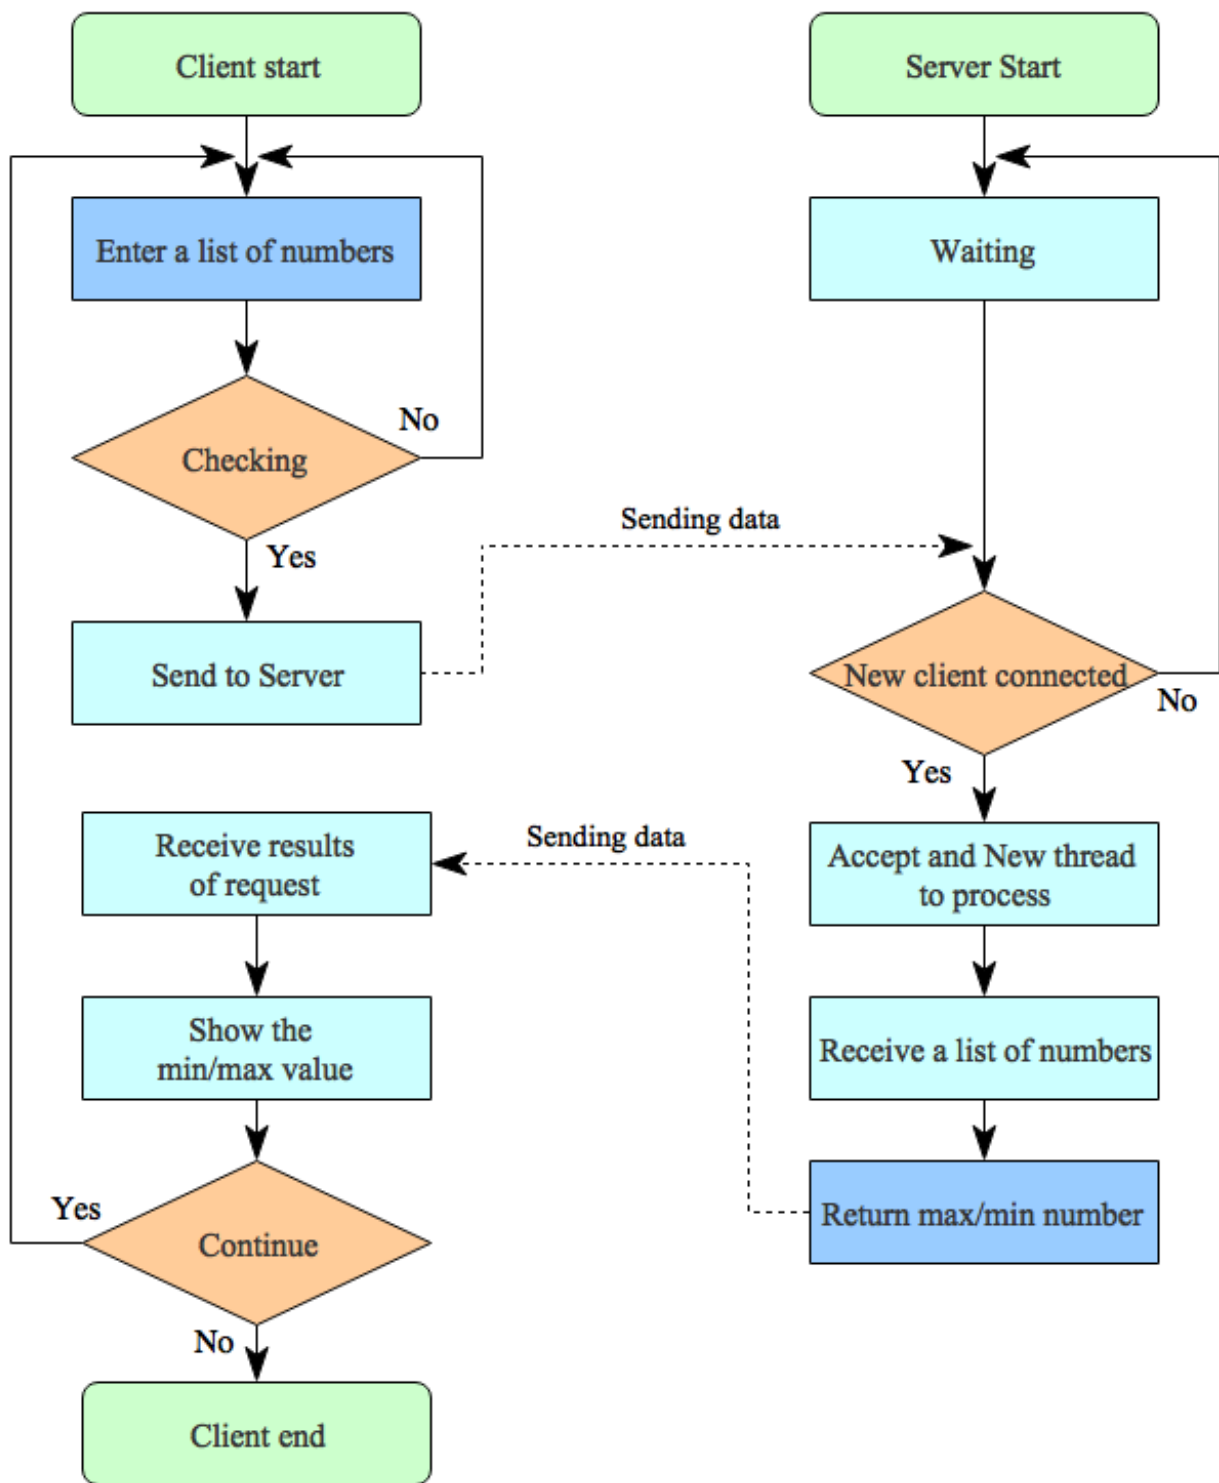 Client start
Enter a list of numbers
Checking
No
Yes
Send to Server
Sending data
Receive results
of request
Show the
min/max value
Yes
Continue
No
Client end
Server Start
Waiting
New client connected
No
Yes
Accept and New thread
to process
Receive a list of numbers
Return max/min number
Sending data